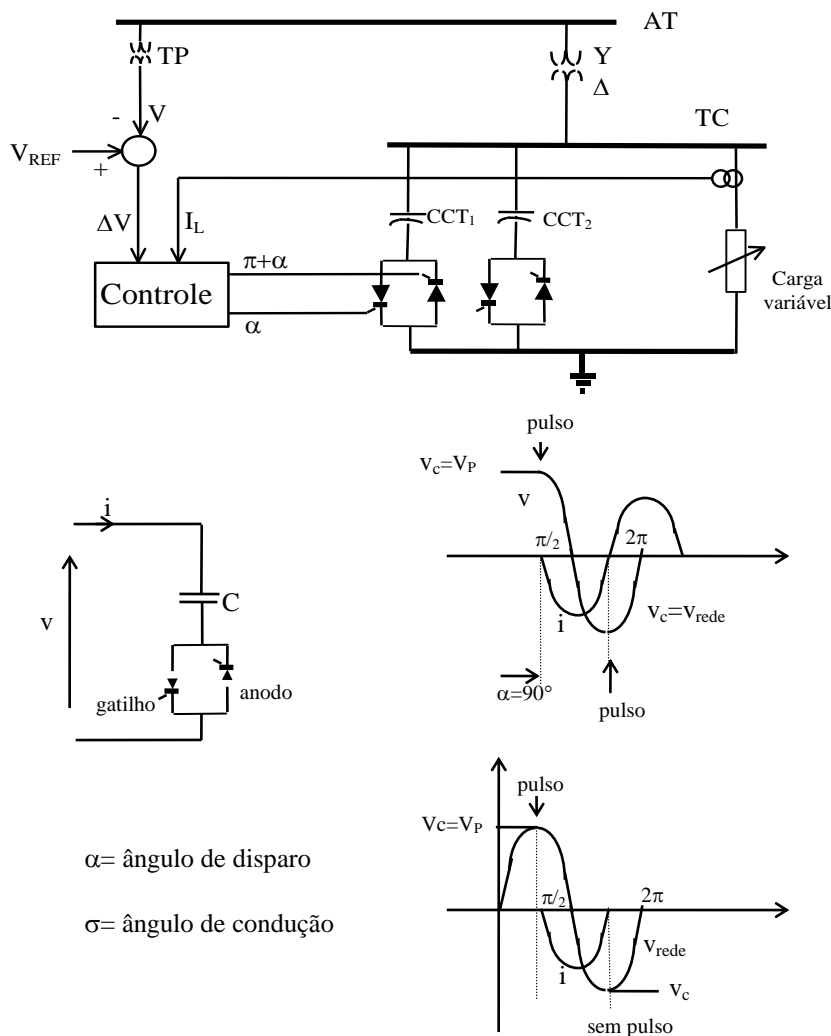 AT
TP
Y
Δ
- V
TC
V_REF
+
ΔV
I_L
CCT₁
CCT₂
Controle
π+α
α
Carga
variável
pulso
v_c=V_P
v
π/2
2π
i
v_c=v_rede
α=90°
pulso
i
v
C
gatilho
anodo
pulso
Vc=V_P
π/2
2π
v_rede
i
v_c
sem pulso
α= ângulo de disparo
σ= ângulo de condução